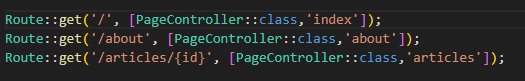 Route::get('/', [PageController::class,'index']);
Route::get('/about', [PageController::class,'about']);
Route::get('/articles/{id}', [PageController::class,'articles']);